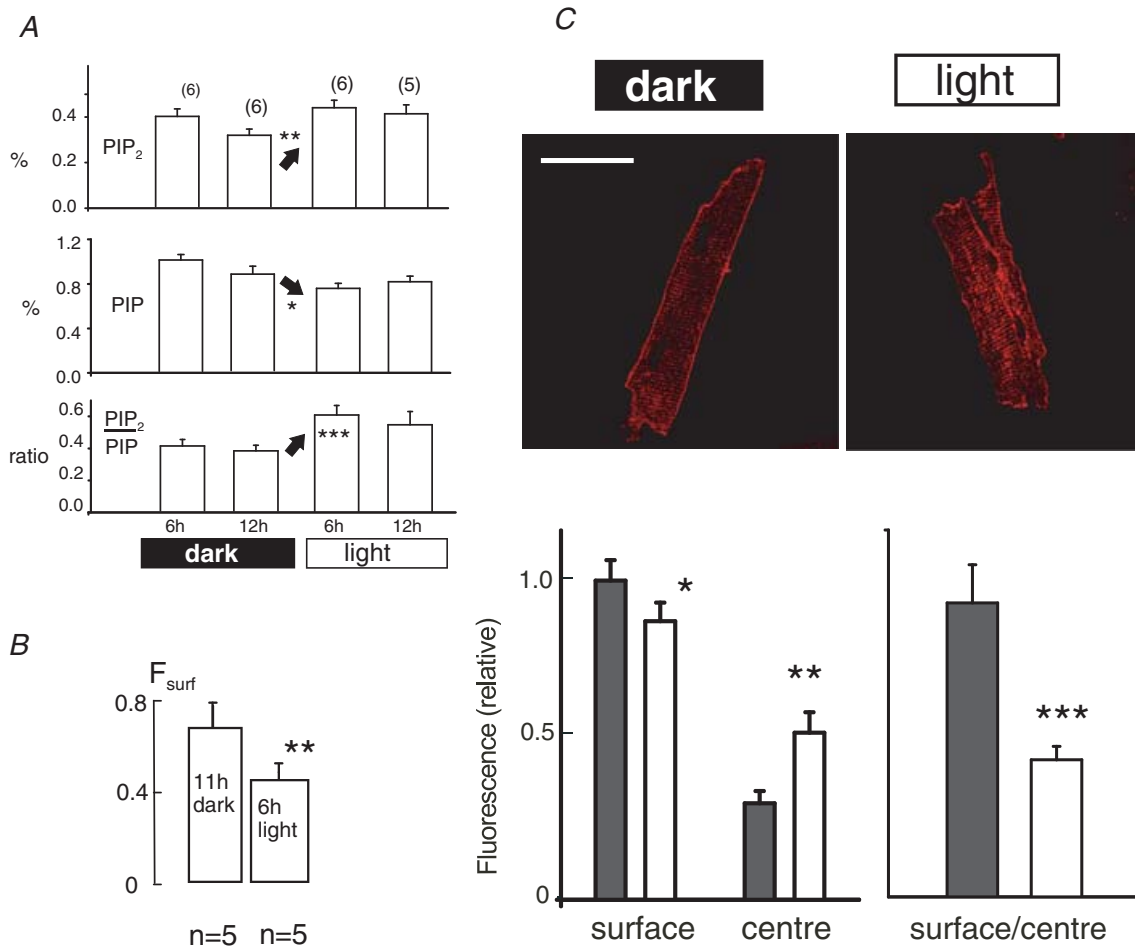 A
(6)
(6)
(6)
(5)
0.4
**
PIP2
%
0.2
0.0
1.2
0.8
PIP
%
*
0.4
0.0
0.6
PIP2
PIP
***
0.4
ratio
0.2
0.0
6h 12h 6h 12h
dark light
B
Fsurf
0.8
**
11h
dark
6h
light
0.4
0
n=5 n=5
C
dark light
1.0
*
**
0.5
***
Fluorescence (relative)
0
surface centre surface/centre